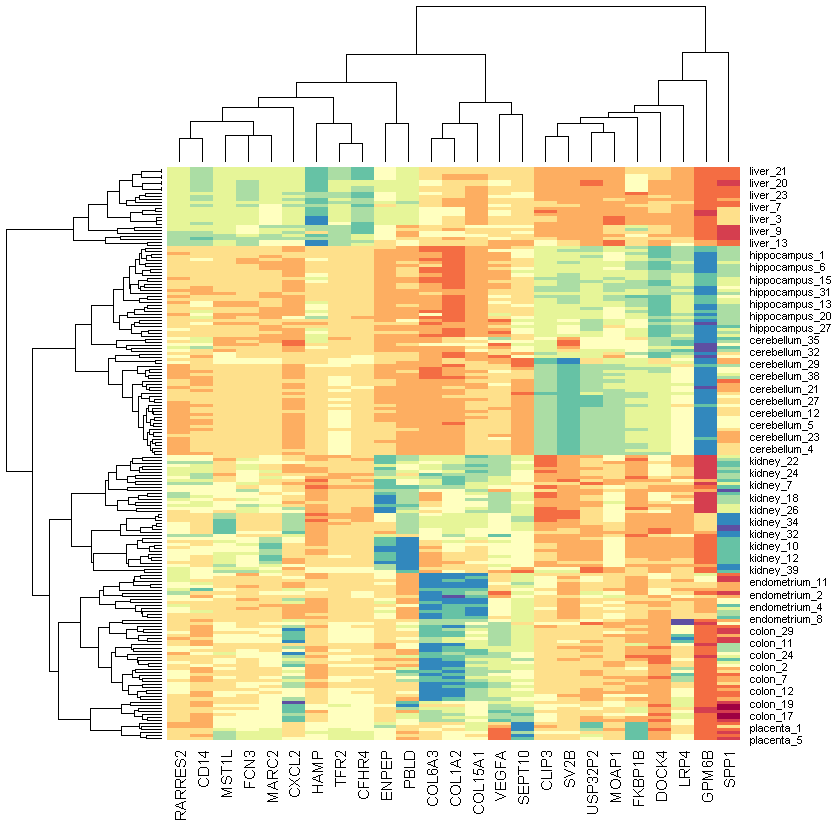 liver_21
liver_20
liver_23
liver_7
liver_3
liver_9
liver_13
hippocampus_1
hippocampus_6
hippocampus_15
hippocampus_31
hippocampus_13
hippocampus_20
hippocampus_27
cerebellum_35
cerebellum_32
cerebellum_29
cerebellum_38
cerebellum_21
cerebellum_27
cerebellum_12
cerebellum_5
cerebellum_23
cerebellum_4
kidney_22
kidney_24
kidney_7
kidney_18
kidney_26
kidney_34
kidney_32
kidney_10
kidney_12
kidney_39
endometrium_11
endometrium_2
endometrium_4
endometrium_8
colon_29
colon_11
colon_24
colon_2
colon_7
colon_12
colon_19
colon_17
placenta_1
placenta_5
RARRES2
CD14
MST1L
FCN3
MARC2
CXCL2
HAMP
TFR2
CFHR4
ENPEP
PBLD
COL6A3
COL1A2
COL15A1
VEGFA
SEPT10
CLIP3
SV2B
USP32P2
MOAP1
FKBP1B
DOCK4
LRP4
GPM6B
SPP1